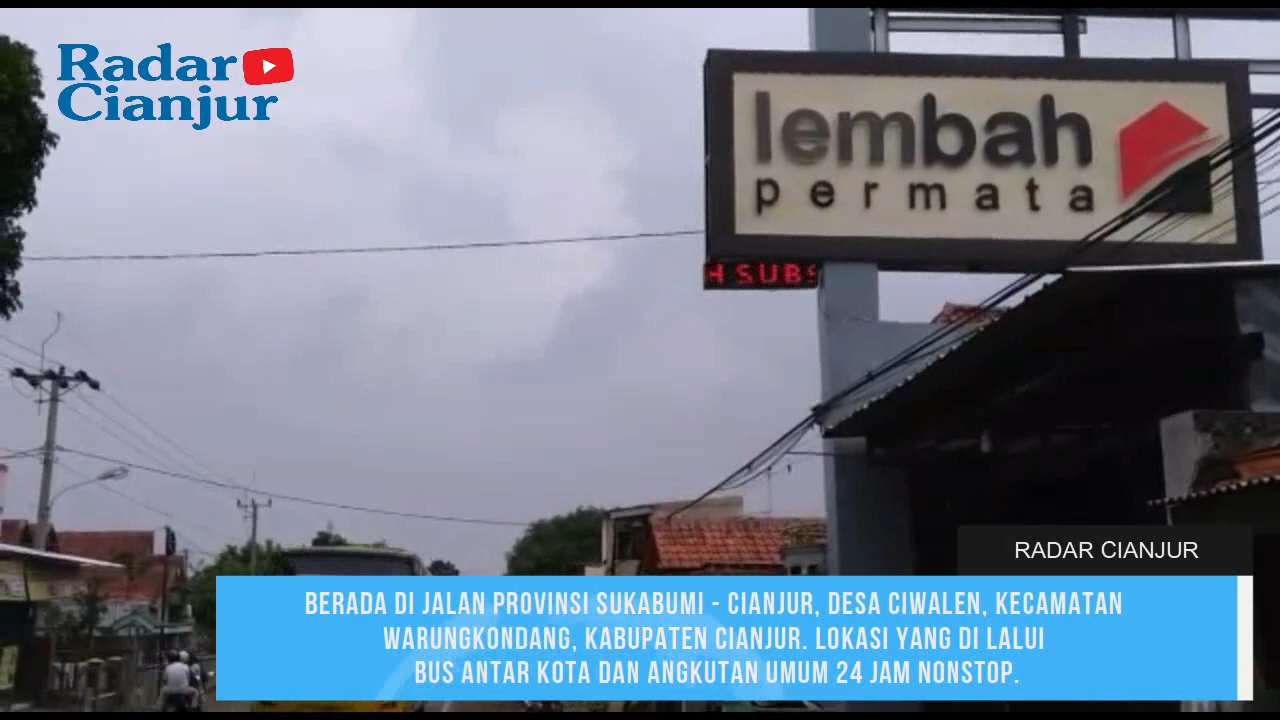 Radar
Cianjur
lembah
permata
H SUBS
RADAR CIANJUR
BERADA DI JALAN PROVINSI SUKABUMI - CIANJUR, DESA CIWALEN, KECAMATAN
WARUNGKONDANG, KABUPATEN CIANJUR. LOKASI YANG DI LALUI
BUS ANTAR KOTA DAN ANGKUTAN UMUM 24 JAM NONSTOP.